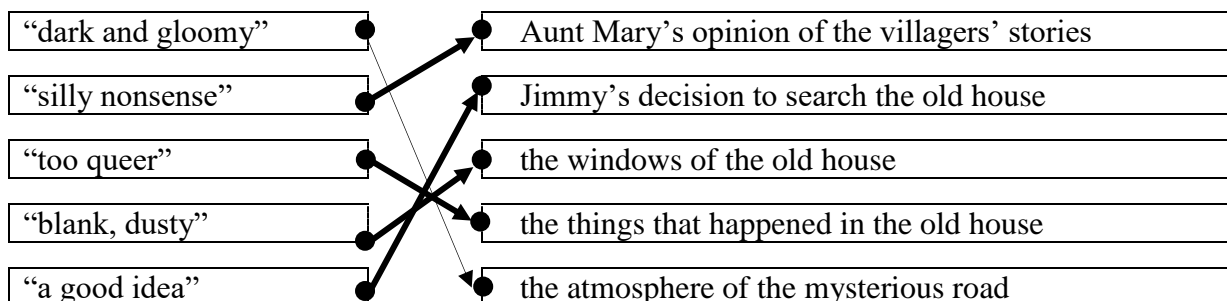 “dark and gloomy” Aunt Mary’s opinion of the villagers’ stories
“silly nonsense” Jimmy’s decision to search the old house
“too queer” the windows of the old house
“blank, dusty” the things that happened in the old house
“a good idea” the atmosphere of the mysterious road